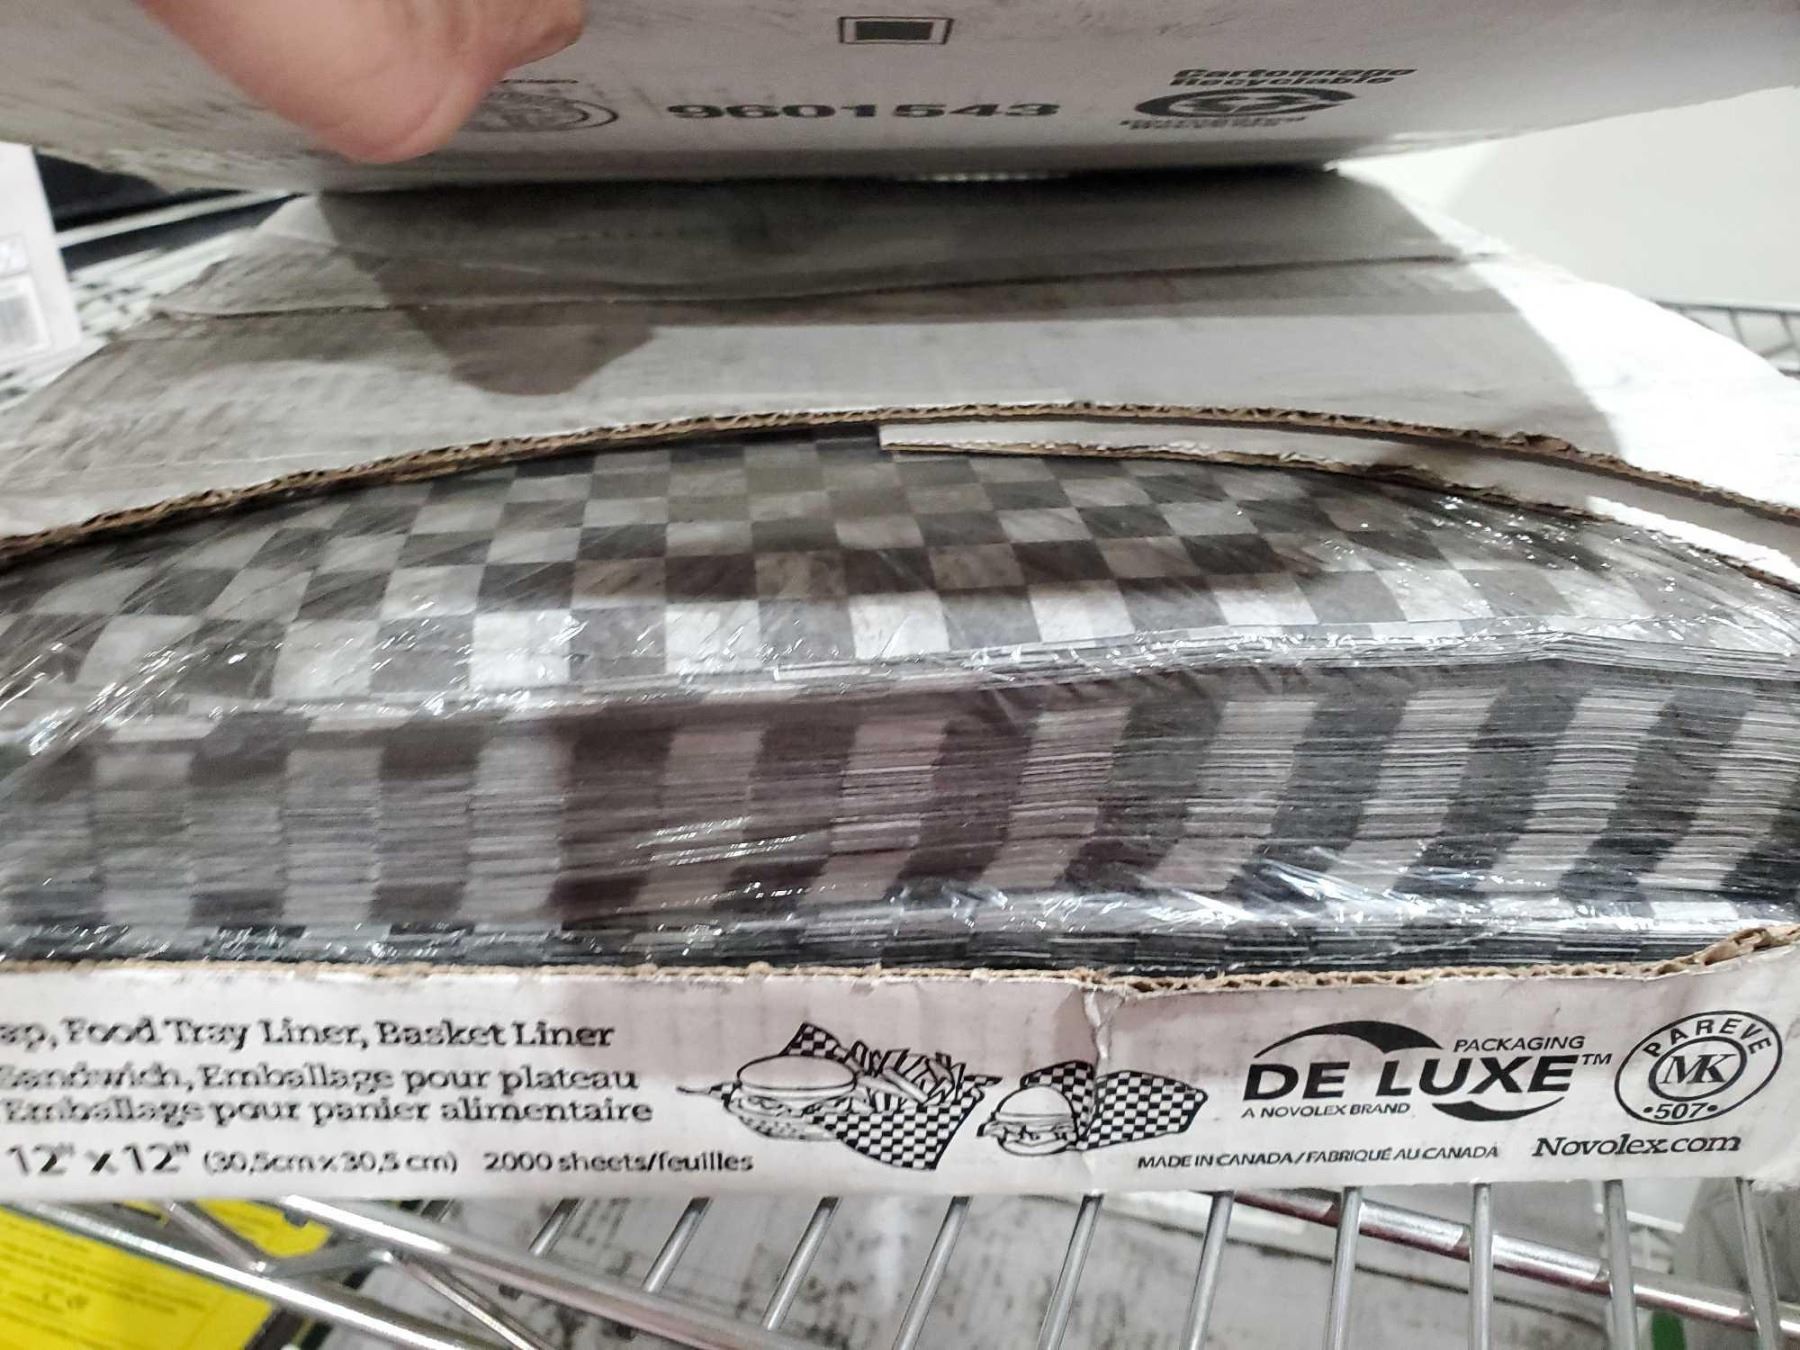 9601543
Cartonnage
Recyclable
Food Tray Liner, Basket Liner
Sandwich, Emballage pour plateau
Emballage pour panier alimentaire
12" x 12" (30,5cm x 30,5 cm) 2000 sheets/feuilles
PACKAGING
DE LUXE™
A NOVOLEX BRAND
PAREVE
MK
•507•
MADE IN CANADA / FABRIQUÉ AU CANADA
Novolex.com